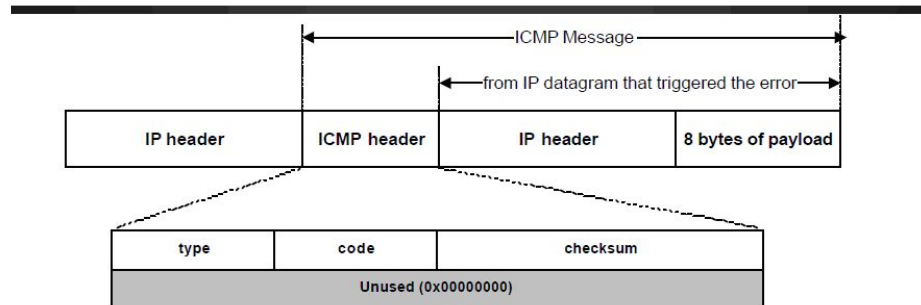 ICMP Message
from IP datagram that triggered the error
IP header ICMP header IP header 8 bytes of payload
type code checksum
Unused (0x00000000)